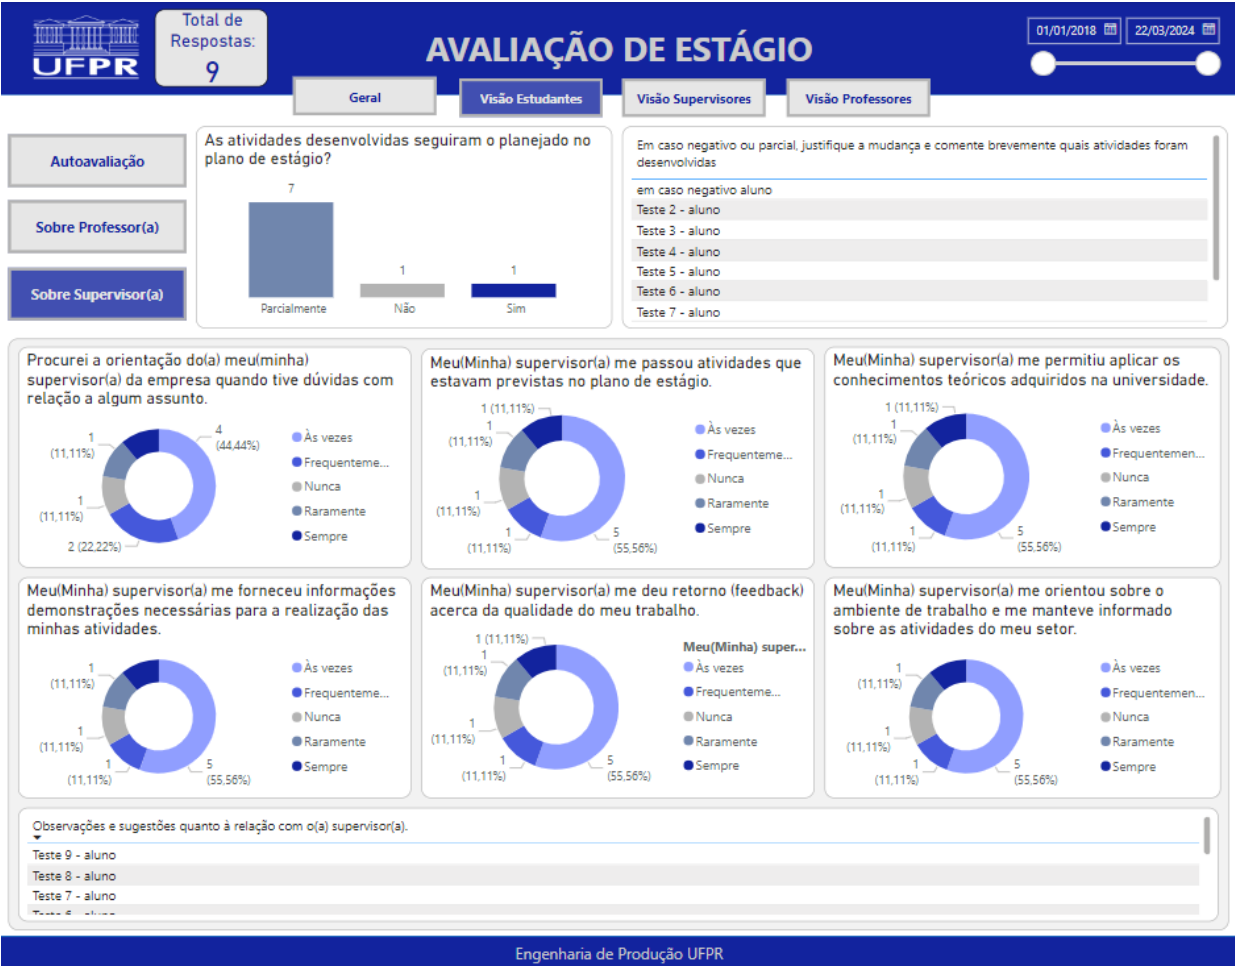 UFPR
Total de
Respostas:
9
AVALIAÇÃO DE ESTÁGIO
01/01/2018
22/03/2024
Geral
Visão Estudantes
Visão Supervisores
Visão Professores
Autoavaliação
Sobre Professor(a)
Sobre Supervisor(a)
As atividades desenvolvidas seguiram o planejado no
plano de estágio?
7
1
1
Parcialmente
Não
Sim
Em caso negativo ou parcial, justifique a mudança e comente brevemente quais atividades foram
desenvolvidas
em caso negativo aluno
Teste 2 - aluno
Teste 3 - aluno
Teste 4 - aluno
Teste 5 - aluno
Teste 6 - aluno
Teste 7 - aluno
Procurei a orientação do(a) meu(minha)
supervisor(a) da empresa quando tive dúvidas com
relação a algum assunto.
4
(44,44%)
1
(11,11%)
1
(11,11%)
2 (22,22%)
Às vezes
Frequenteme...
Nunca
Raramente
Sempre
Meu(Minha) supervisor(a) me passou atividades que
estavam previstas no plano de estágio.
1 (11,11%)
1
(11,11%)
1
(11,11%)
1
(11,11%)
5
(55,56%)
Às vezes
Frequenteme...
Nunca
Raramente
Sempre
Meu(Minha) supervisor(a) me permitiu aplicar os
conhecimentos teóricos adquiridos na universidade.
1 (11,11%)
1
(11,11%)
1
(11,11%)
1
(11,11%)
5
(55,56%)
Às vezes
Frequentemen...
Nunca
Raramente
Sempre
Meu(Minha) supervisor(a) me forneceu informações
demonstrações necessárias para a realização das
minhas atividades.
1
(11,11%)
1
(11,11%)
1
(11,11%)
5
(55,56%)
Às vezes
Frequenteme...
Nunca
Raramente
Sempre
Meu(Minha) supervisor(a) me deu retorno (feedback)
acerca da qualidade do meu trabalho.
1 (11,11%)
1
(11,11%)
1
(11,11%)
1
(11,11%)
5
(55,56%)
Meu(Minha) super...
Às vezes
Frequenteme...
Nunca
Raramente
Sempre
Meu(Minha) supervisor(a) me orientou sobre o
ambiente de trabalho e me manteve informado
sobre as atividades do meu setor.
1
(11,11%)
1
(11,11%)
1
(11,11%)
5
(55,56%)
Às vezes
Frequentemen...
Nunca
Raramente
Sempre
Observações e sugestões quanto à relação com o(a) supervisor(a).
Teste 9 - aluno
Teste 8 - aluno
Teste 7 - aluno
Engenharia de Produção UFPR